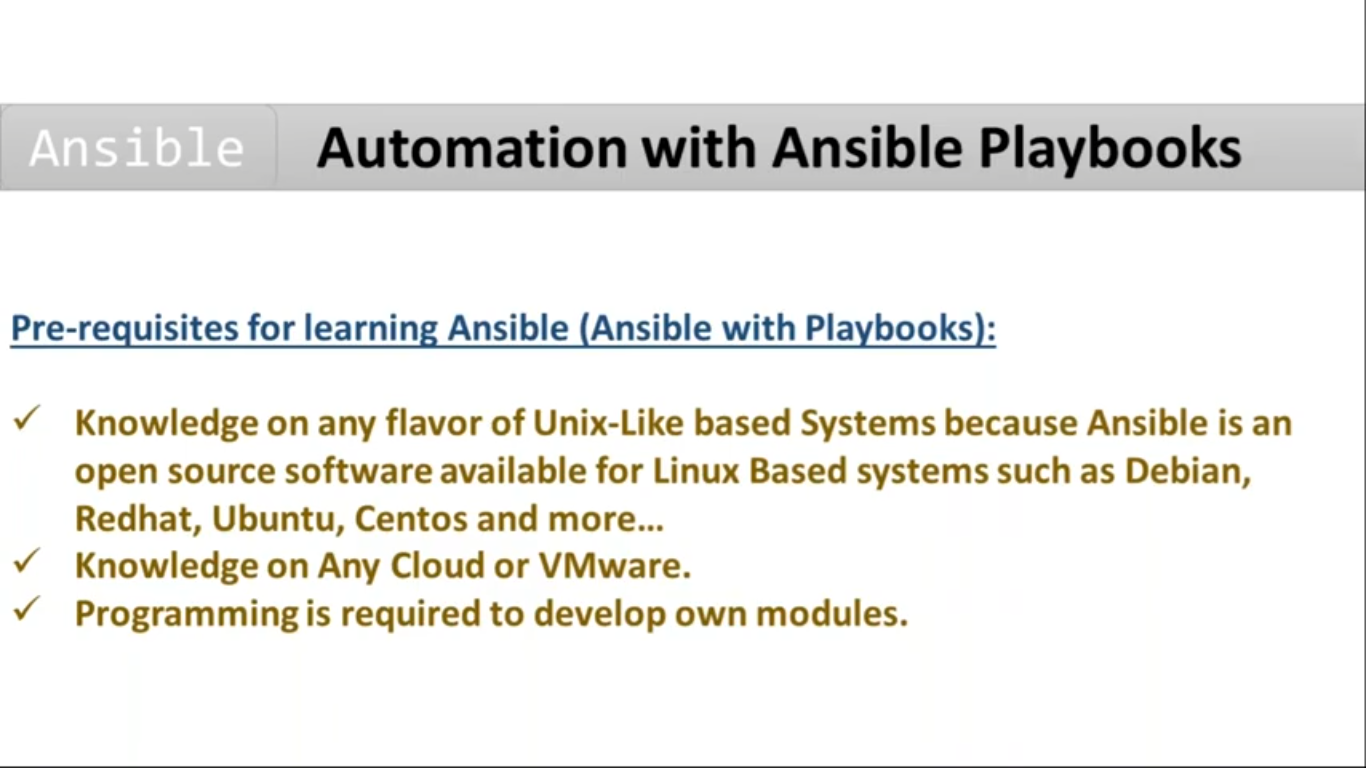 Ansible Automation with Ansible Playbooks
Pre-requisites for learning Ansible (Ansible with Playbooks):
✓ Knowledge on any flavor of Unix-Like based Systems because Ansible is an
open source software available for Linux Based systems such as Debian,
Redhat, Ubuntu, Centos and more...
✓ Knowledge on Any Cloud or VMware.
✓ Programming is required to develop own modules.